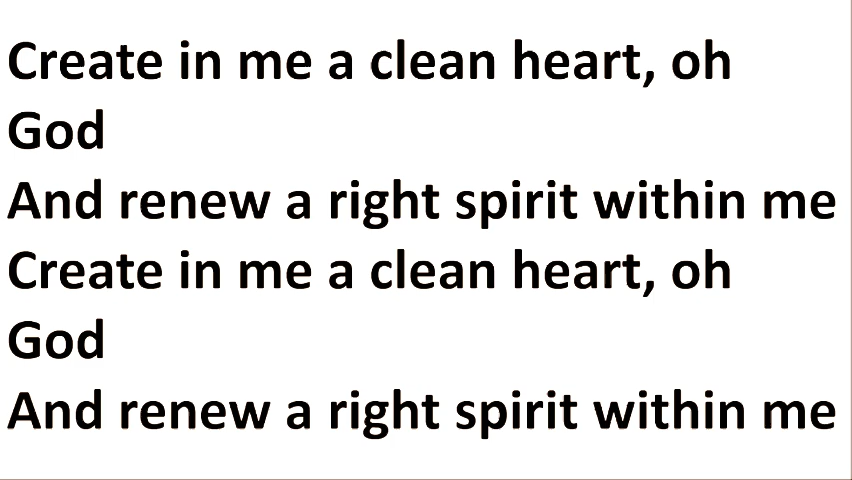 Create in me a clean heart, oh
God
And renew a right spirit within me
Create in me a clean heart, oh
God
And renew a right spirit within me